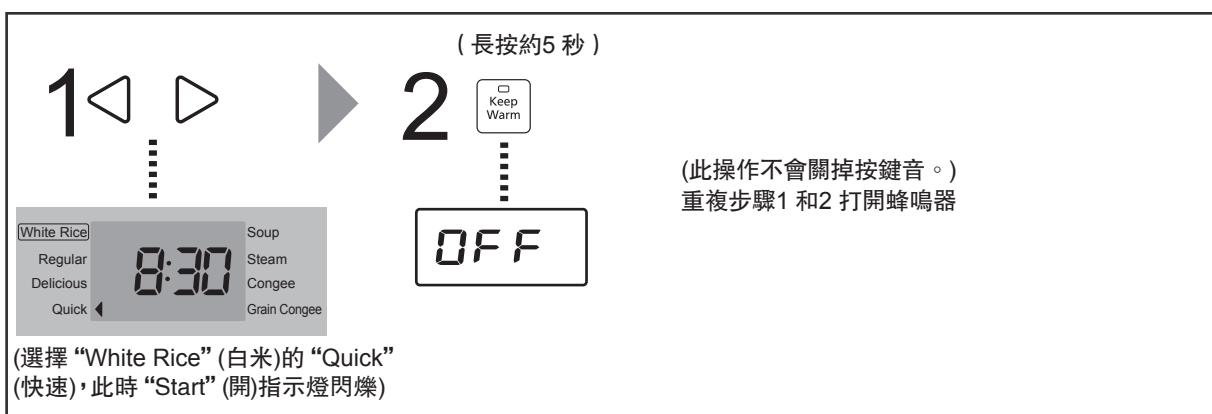 ( 長按約5 秒 )
1
2
Keep
Warm
(此操作不會關掉按鍵音。)
重複步驟1 和2 打開蜂鳴器
White Rice
Regular
Delicious
Quick
8:30
Soup
Steam
Congee
Grain Congee
OFF
(選擇 “White Rice” (白米)的 “Quick”
(快速)，此時 “Start” (開)指示燈閃爍)